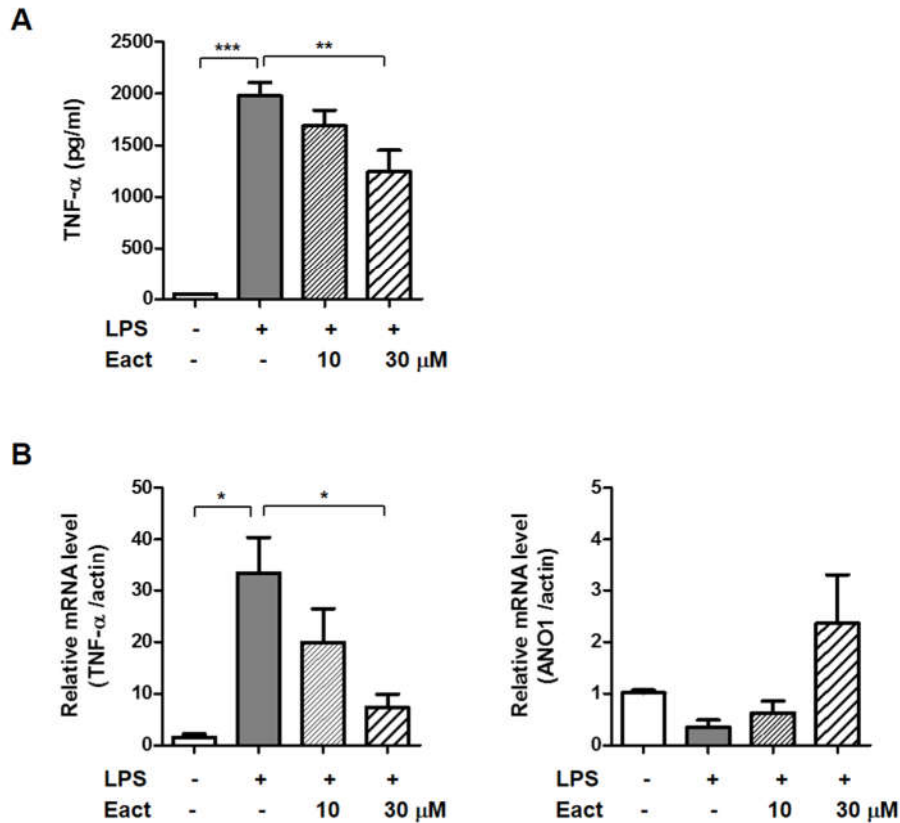 A
TNF-α (pg/ml)
2500
2000
1500
1000
500
0
*** **
LPS - + + +
Eact - - 10 30 μM
B
Relative mRNA level
(TNF-α /actin)
50
40
30
20
10
0
* *
LPS - + + +
Eact - - 10 30 μM
Relative mRNA level
(ANO1 /actin)
5
4
3
2
1
0
LPS - + + +
Eact - - 10 30 μM